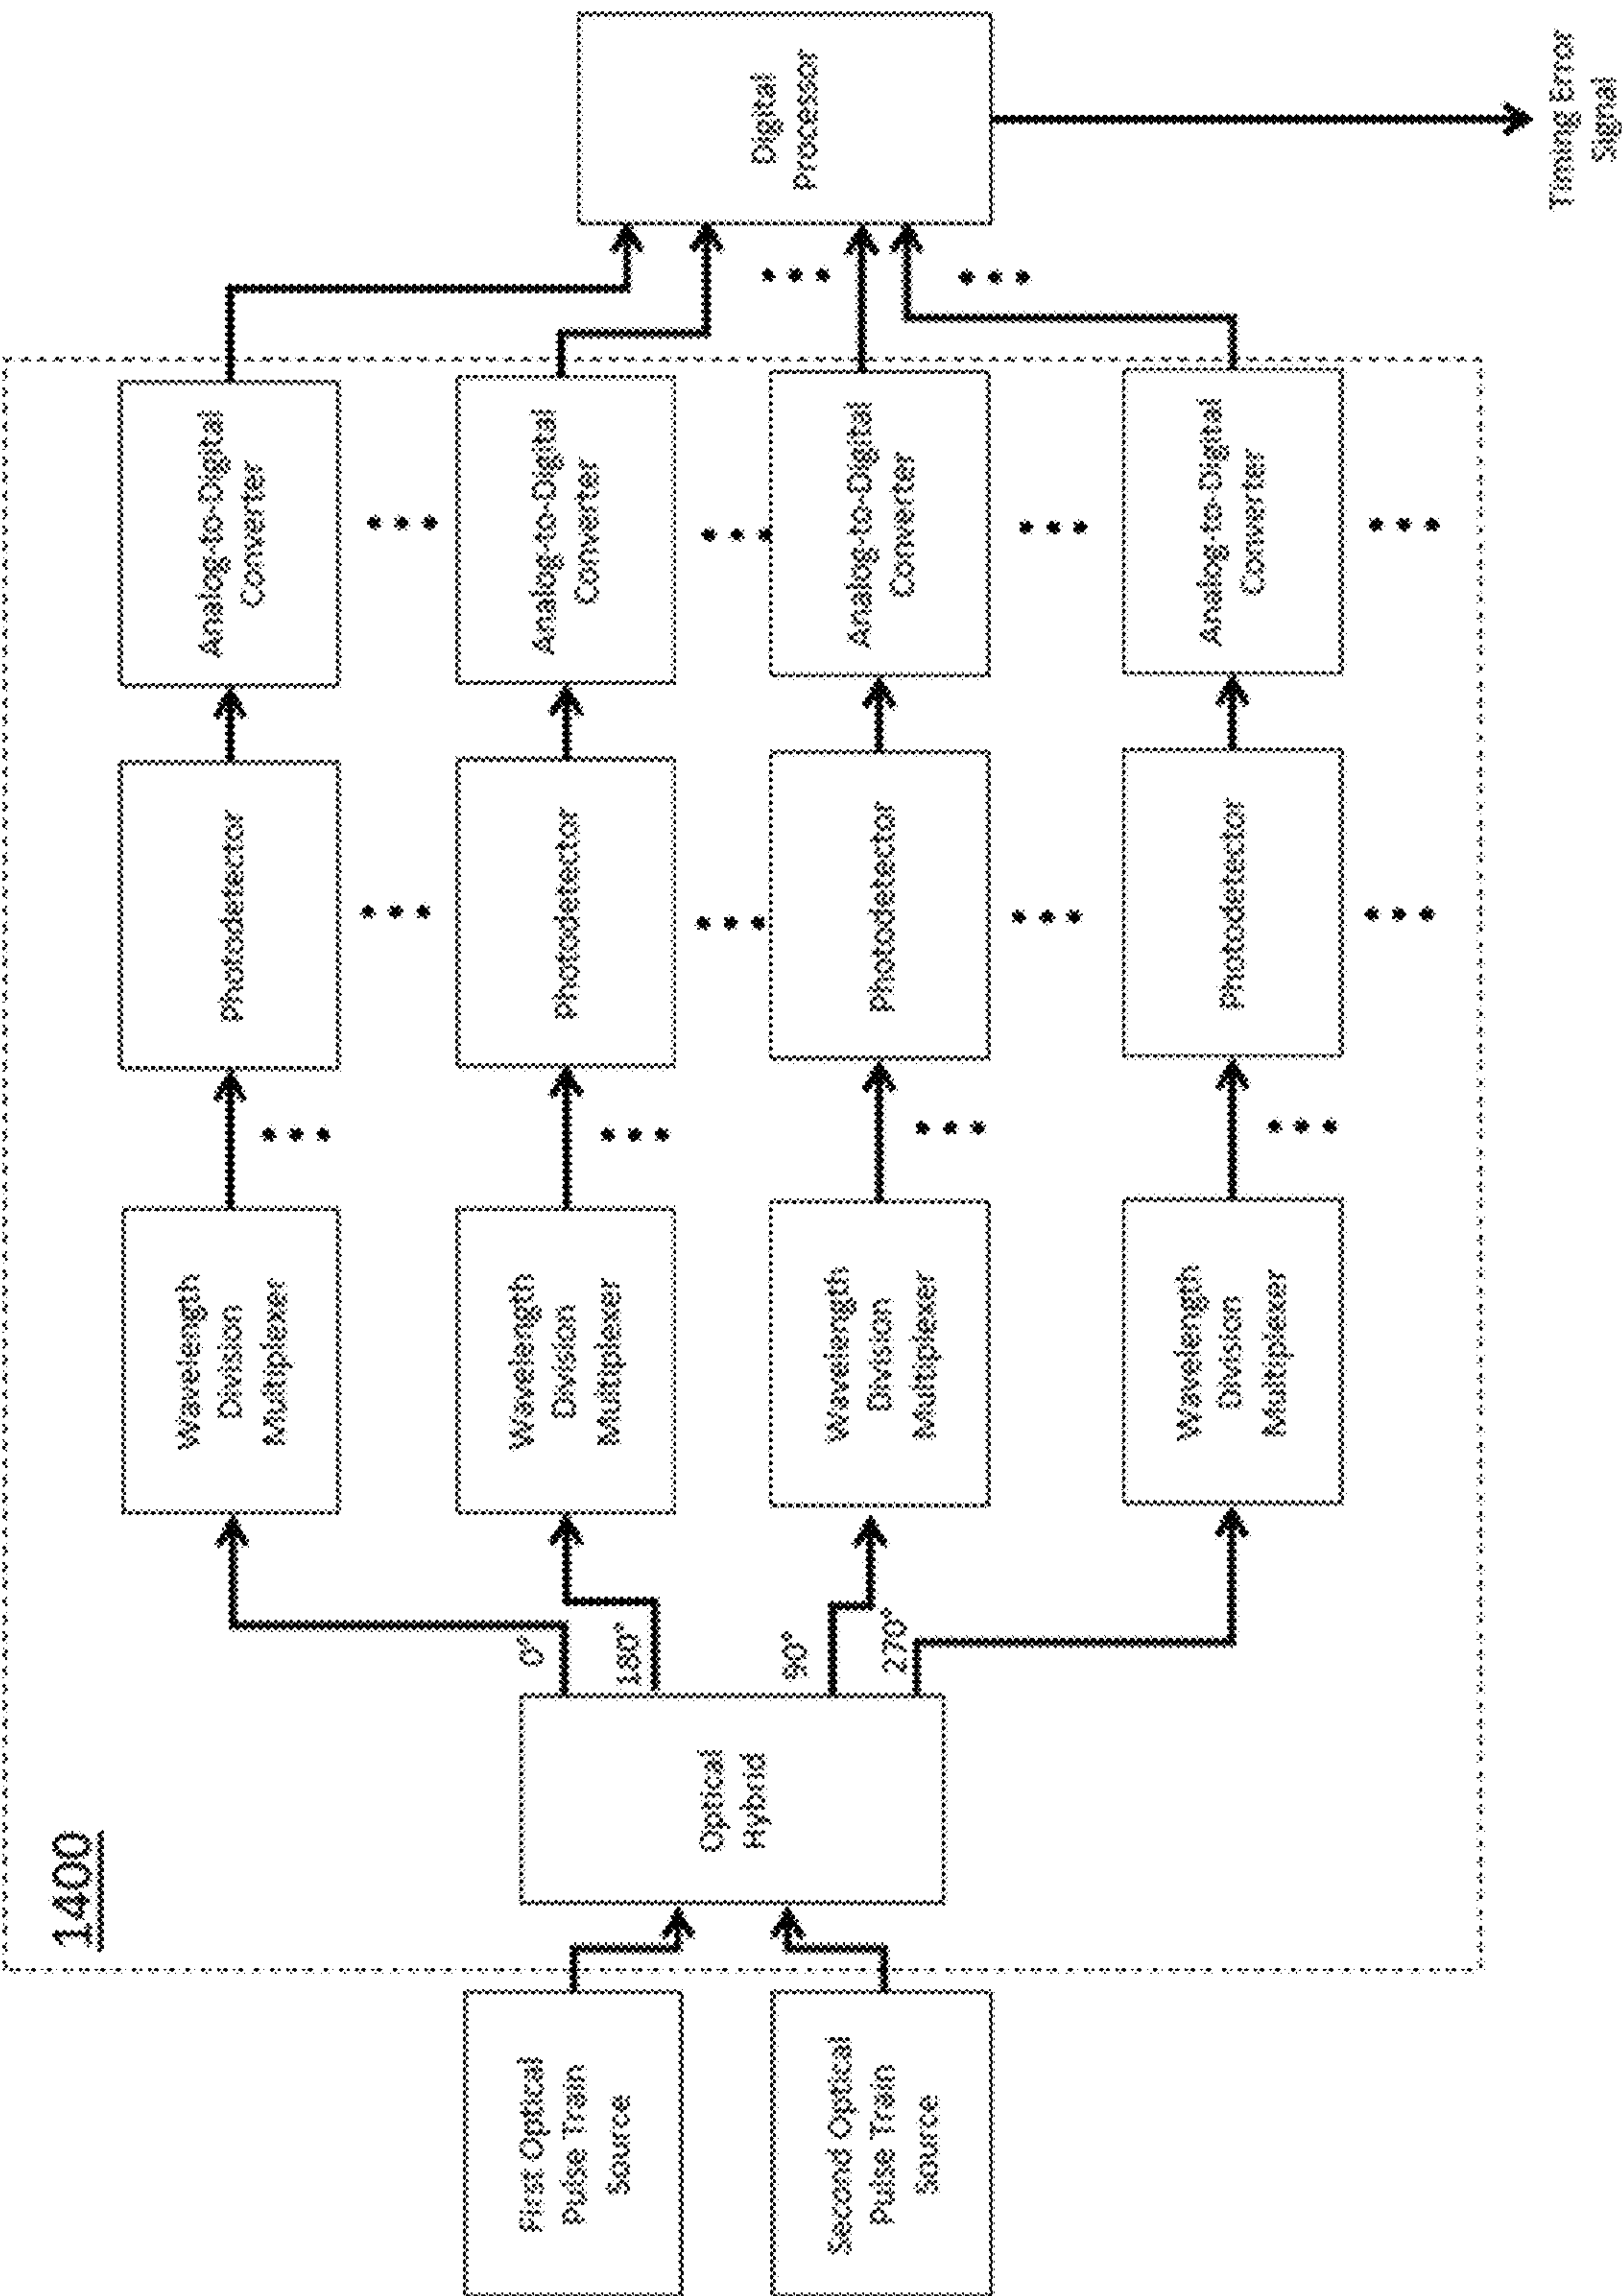 1400
First Optical
Pulse Train
Source
Second Optical
Pulse Train
Source
Optical
Hybrid
0°
180°
90°
270°
Wavelength
Division
Multiplexer
Photodetector
Analog-to-Digital
Converter
Wavelength
Division
Multiplexer
Photodetector
Analog-to-Digital
Converter
Wavelength
Division
Multiplexer
Photodetector
Analog-to-Digital
Converter
Wavelength
Division
Multiplexer
Photodetector
Analog-to-Digital
Converter
Digital
Processor
Timing Error
Signal